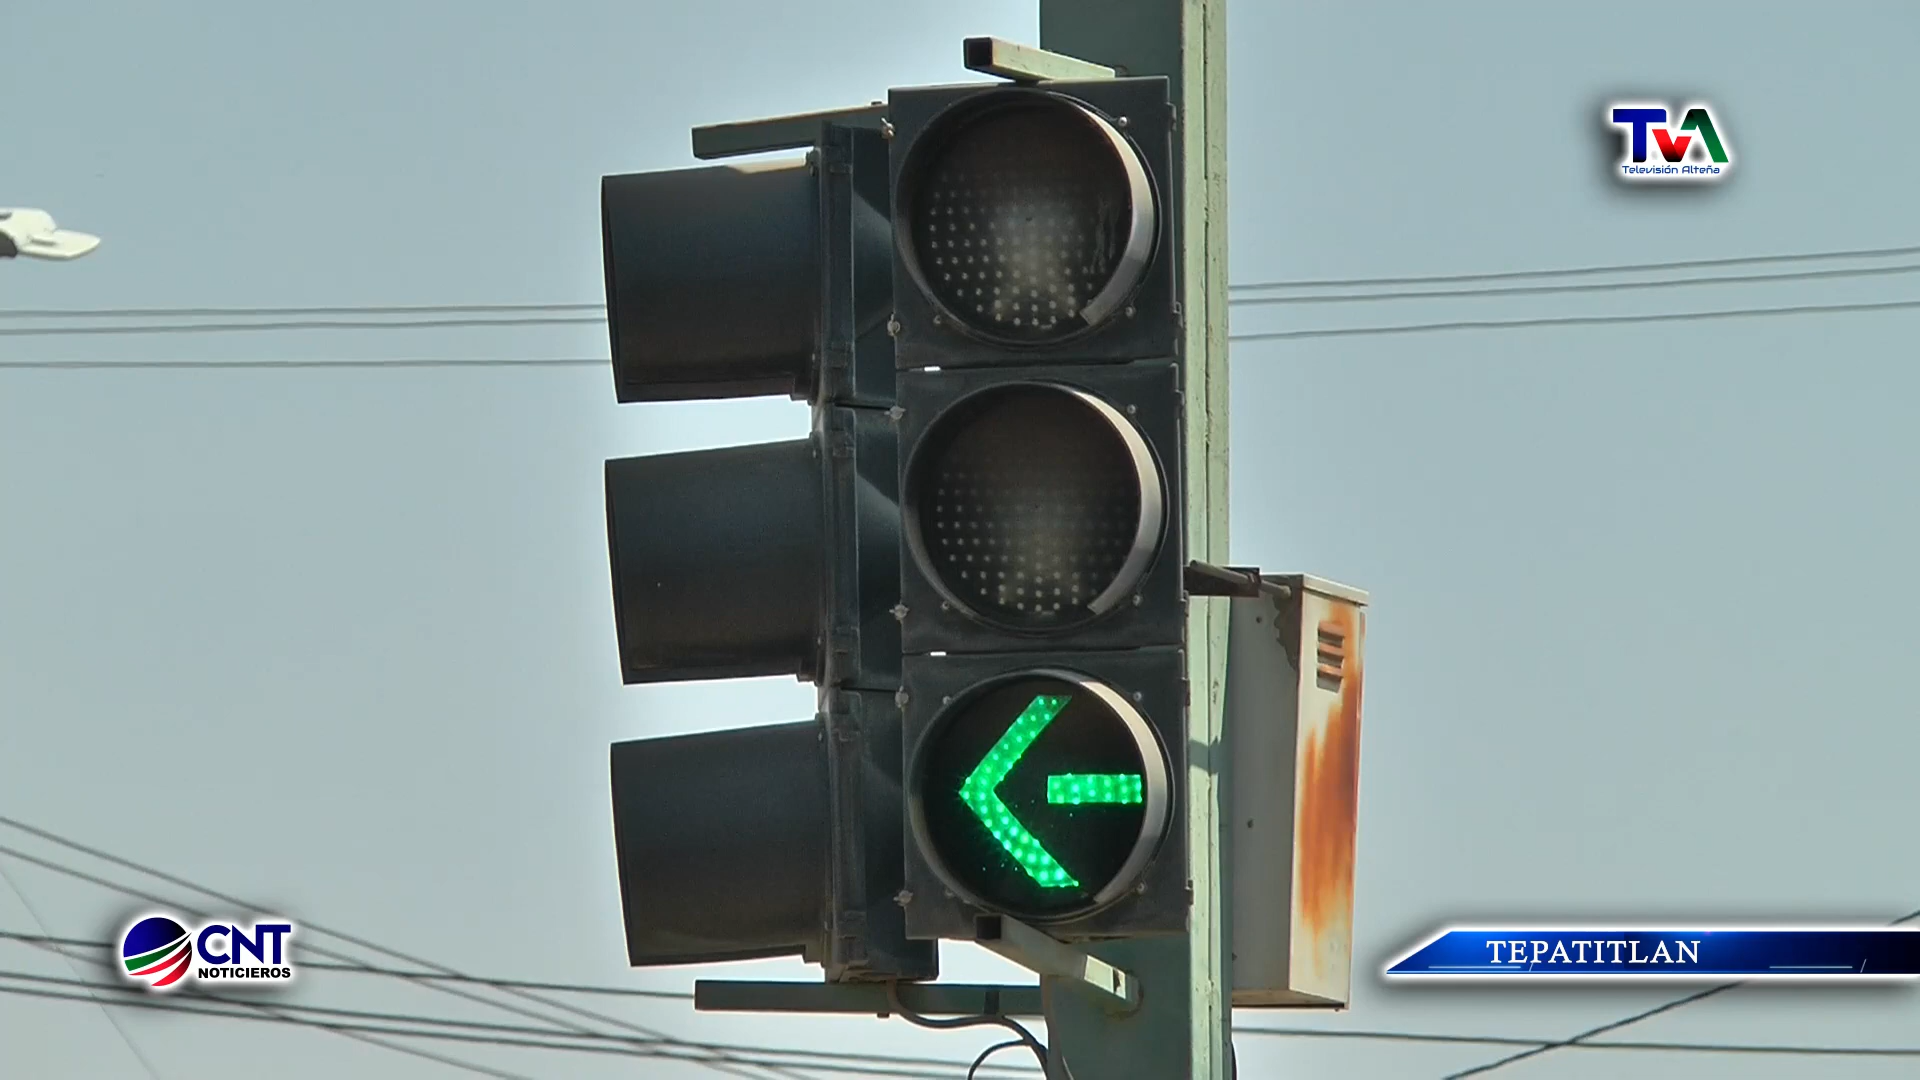 TvA
Televisión Alteña
CNT
NOTICIEROS
TEPATITLAN